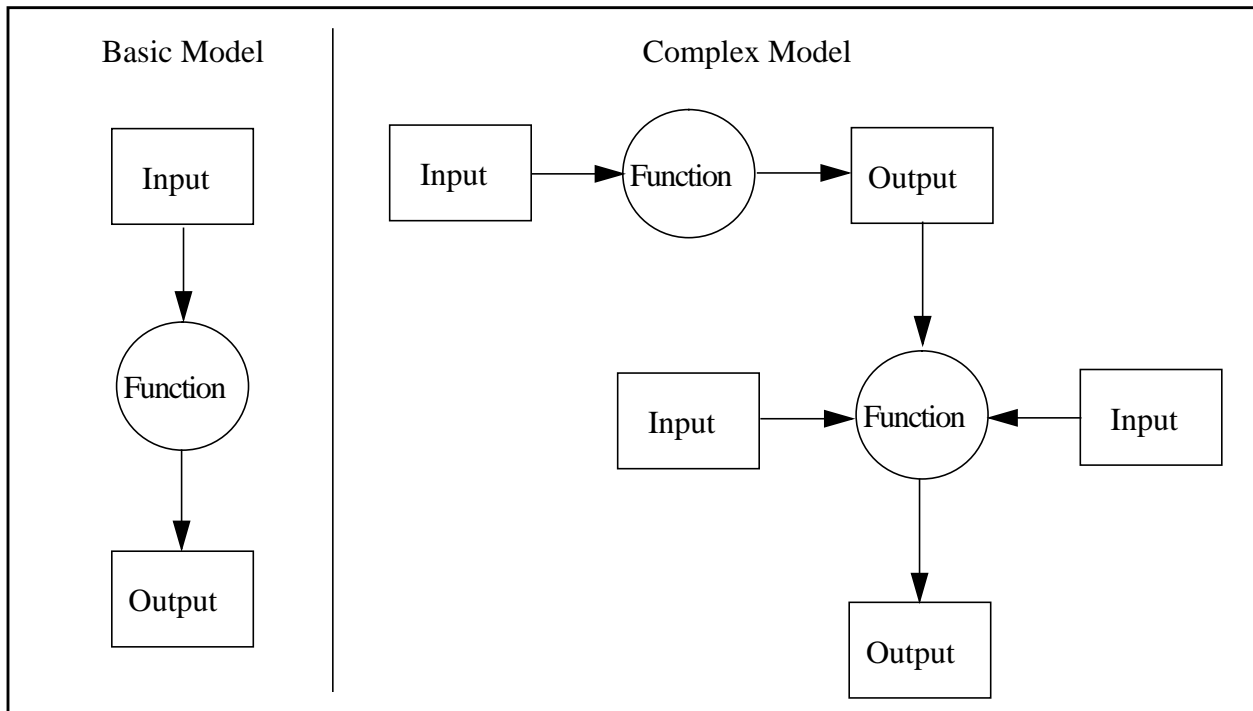 Basic Model
Input
Function
Output
Complex Model
Input
Function
Output
Input
Function
Input
Output